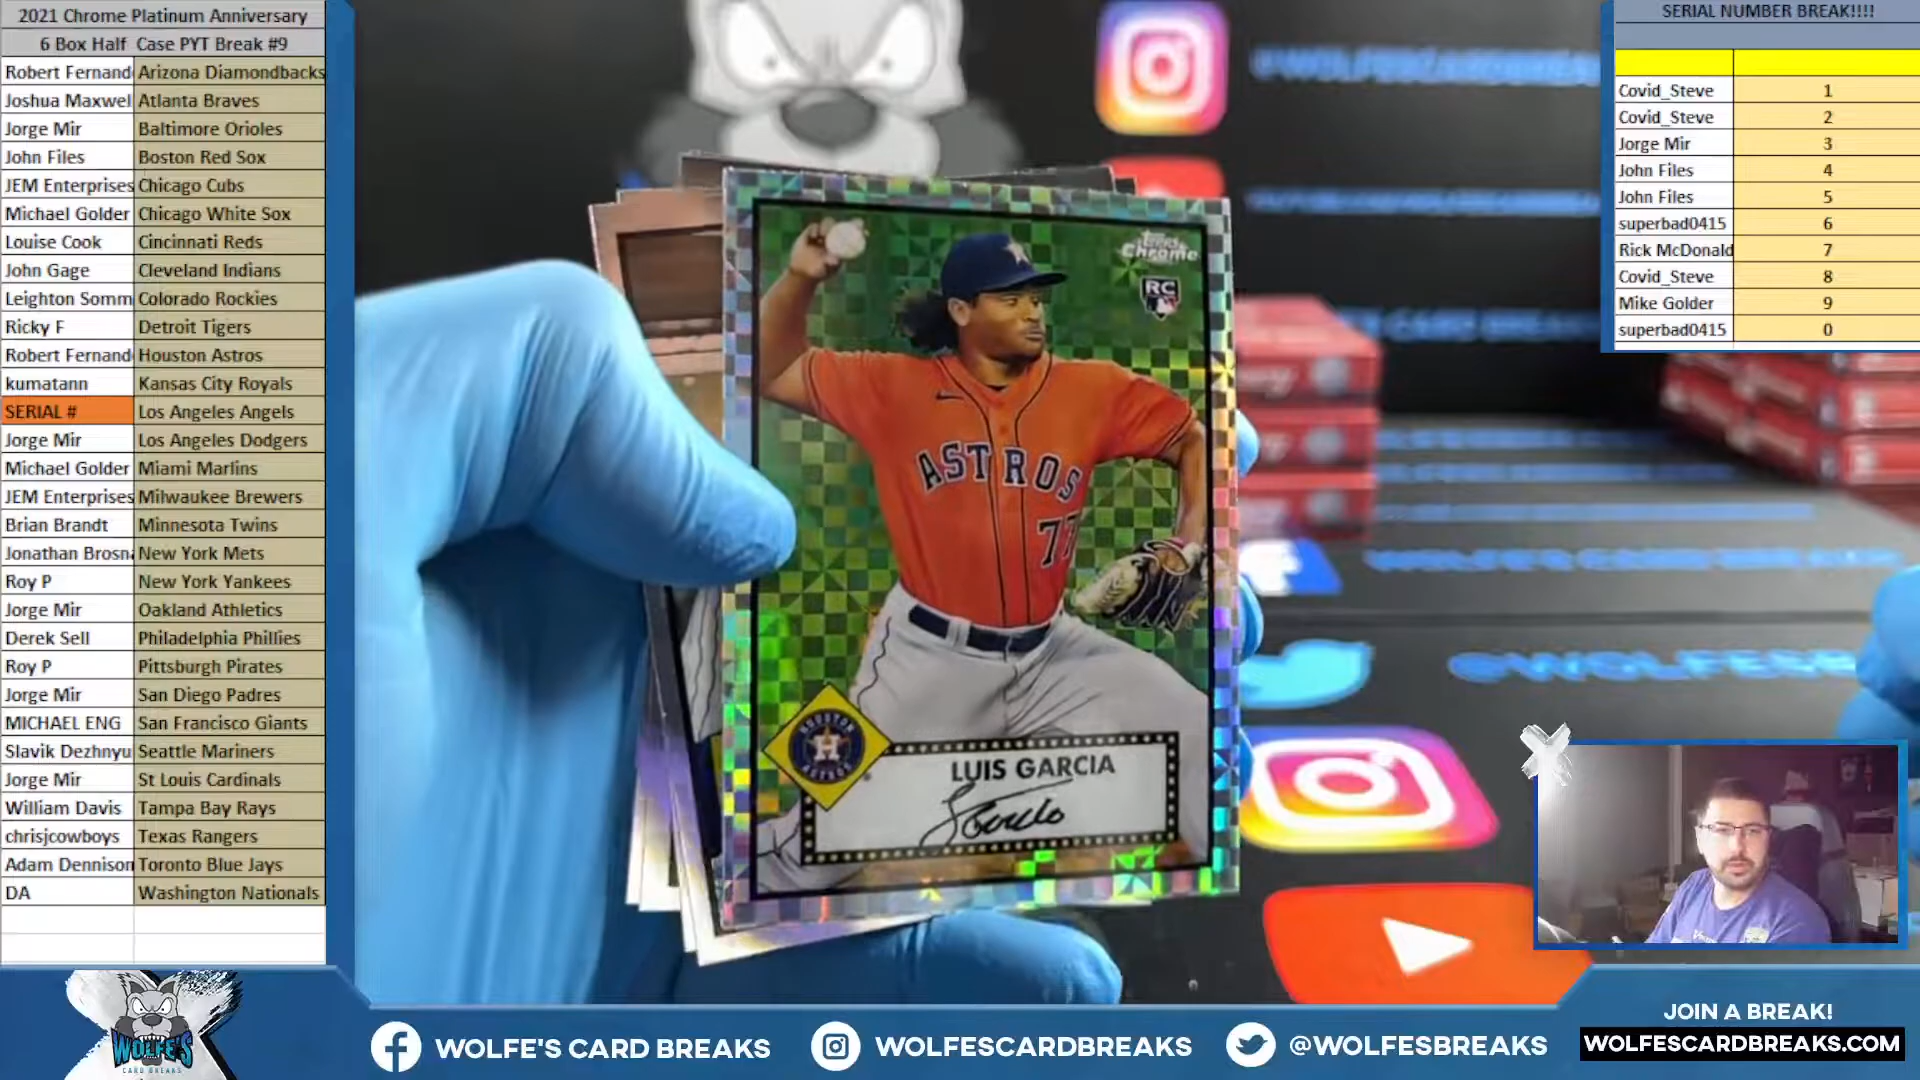 2021 Chrome Platinum Anniversary
6 Box Half Case PYT Break #9
Robert Fernand Arizona Diamondbacks
Joshua Maxwel Atlanta Braves
Jorge Mir Baltimore Orioles
John Files Boston Red Sox
JEM Enterprises Chicago Cubs
Michael Golder Chicago White Sox
Louise Cook Cincinnati Reds
John Gage Cleveland Indians
Leighton Somm Colorado Rockies
Ricky F Detroit Tigers
Robert Fernand Houston Astros
kumatann Kansas City Royals
SERIAL # Los Angeles Angels
Jorge Mir Los Angeles Dodgers
Michael Golder Miami Marlins
JEM Enterprises Milwaukee Brewers
Brian Brandt Minnesota Twins
Jonathan Brosn New York Mets
Roy P New York Yankees
Jorge Mir Oakland Athletics
Derek Sell Philadelphia Phillies
Roy P Pittsburgh Pirates
Jorge Mir San Diego Padres
MICHAEL ENG San Francisco Giants
Slavik Dezhnyu Seattle Mariners
Jorge Mir St Louis Cardinals
William Davis Tampa Bay Rays
chrisjcowboys Texas Rangers
Adam Dennison Toronto Blue Jays
DA Washington Nationals
SERIAL NUMBER BREAK!!!!
Covid_Steve 1
Covid_Steve 2
Jorge Mir 3
John Files 4
John Files 5
superbad0415 6
Rick McDonald 7
Covid_Steve 8
Mike Golder 9
superbad0415 0
Topps
Chrome
RC
ASTROS
77
HOUSTON
H
ASTROS
LUIS GARCIA
WOLFE'S
CARD BREAKS
WOLFE'S CARD BREAKS
WOLFESCARDBREAKS
@WOLFESBREAKS
JOIN A BREAK!
WOLFESCARDBREAKS.COM